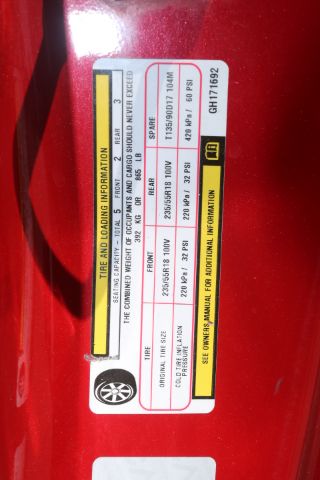 TIRE AND LOADING INFORMATION
SEATING CAPACITY - TOTAL 5 FRONT 2 REAR 3
THE COMBINED WEIGHT OF OCCUPANTS AND CARGO SHOULD NEVER EXCEED
392 KG OR 865 LB
TIRE FRONT REAR SPARE
ORIGINAL TIRE SIZE 235/55R18 100V 235/55R18 100V T135/90D17 104M
COLD TIRE INFLATION PRESSURE 220 kPa / 32 PSI 220 kPa / 32 PSI 420 kPa / 60 PSI
SEE OWNERS MANUAL FOR ADDITIONAL INFORMATION
GH171692